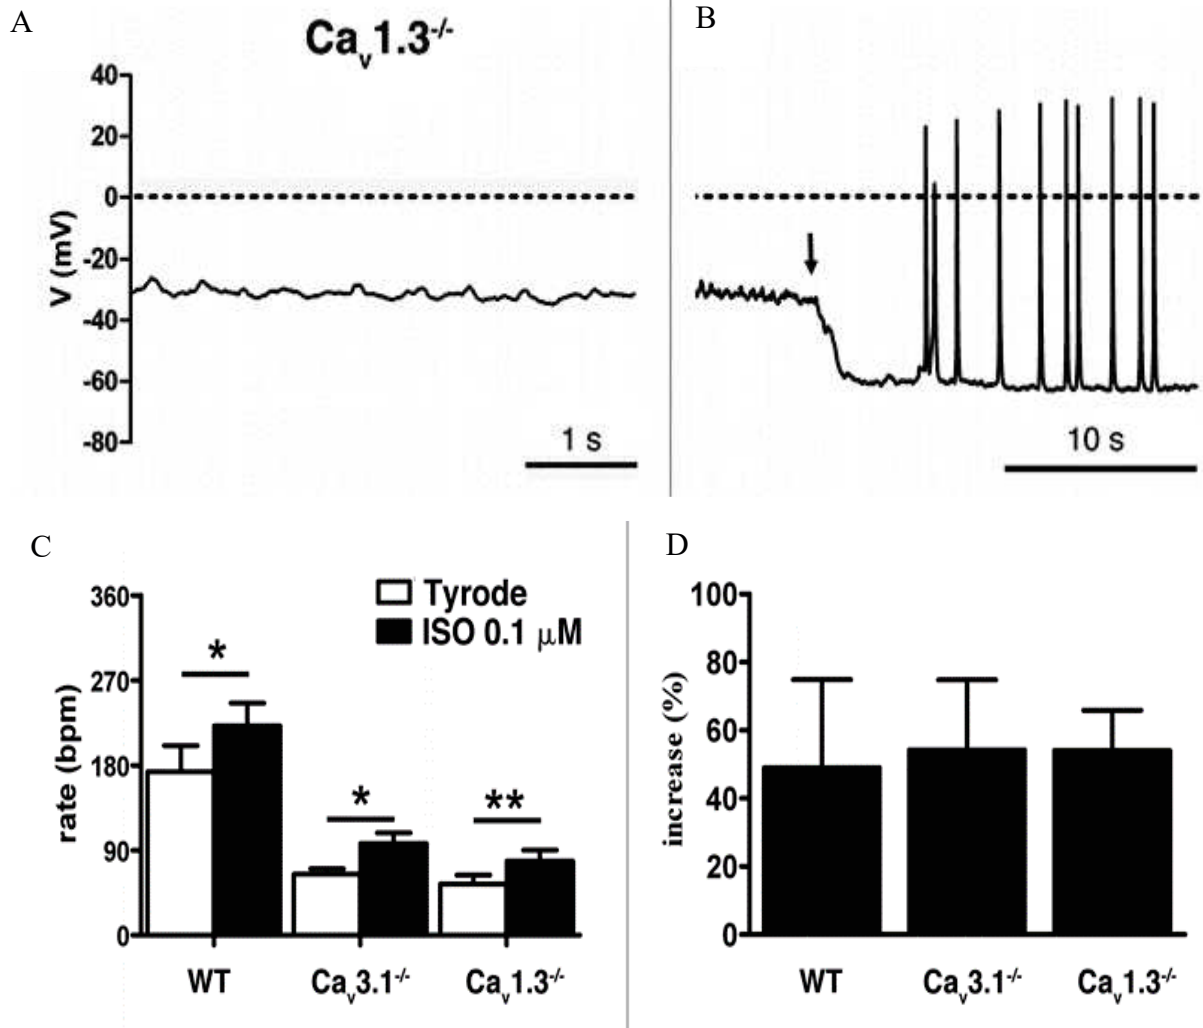 A
Cav1.3-/-
B
40
20
0
-20
-40
-60
-80
V (mV)
1 s
10 s
C
360
270
180
90
0
rate (bpm)
Tyrode
ISO 0.1 μM
*
*
**
WT
Cav3.1-/-
Cav1.3-/-
D
100
80
60
40
20
0
increase (%)
WT
Cav3.1-/-
Cav1.3-/-